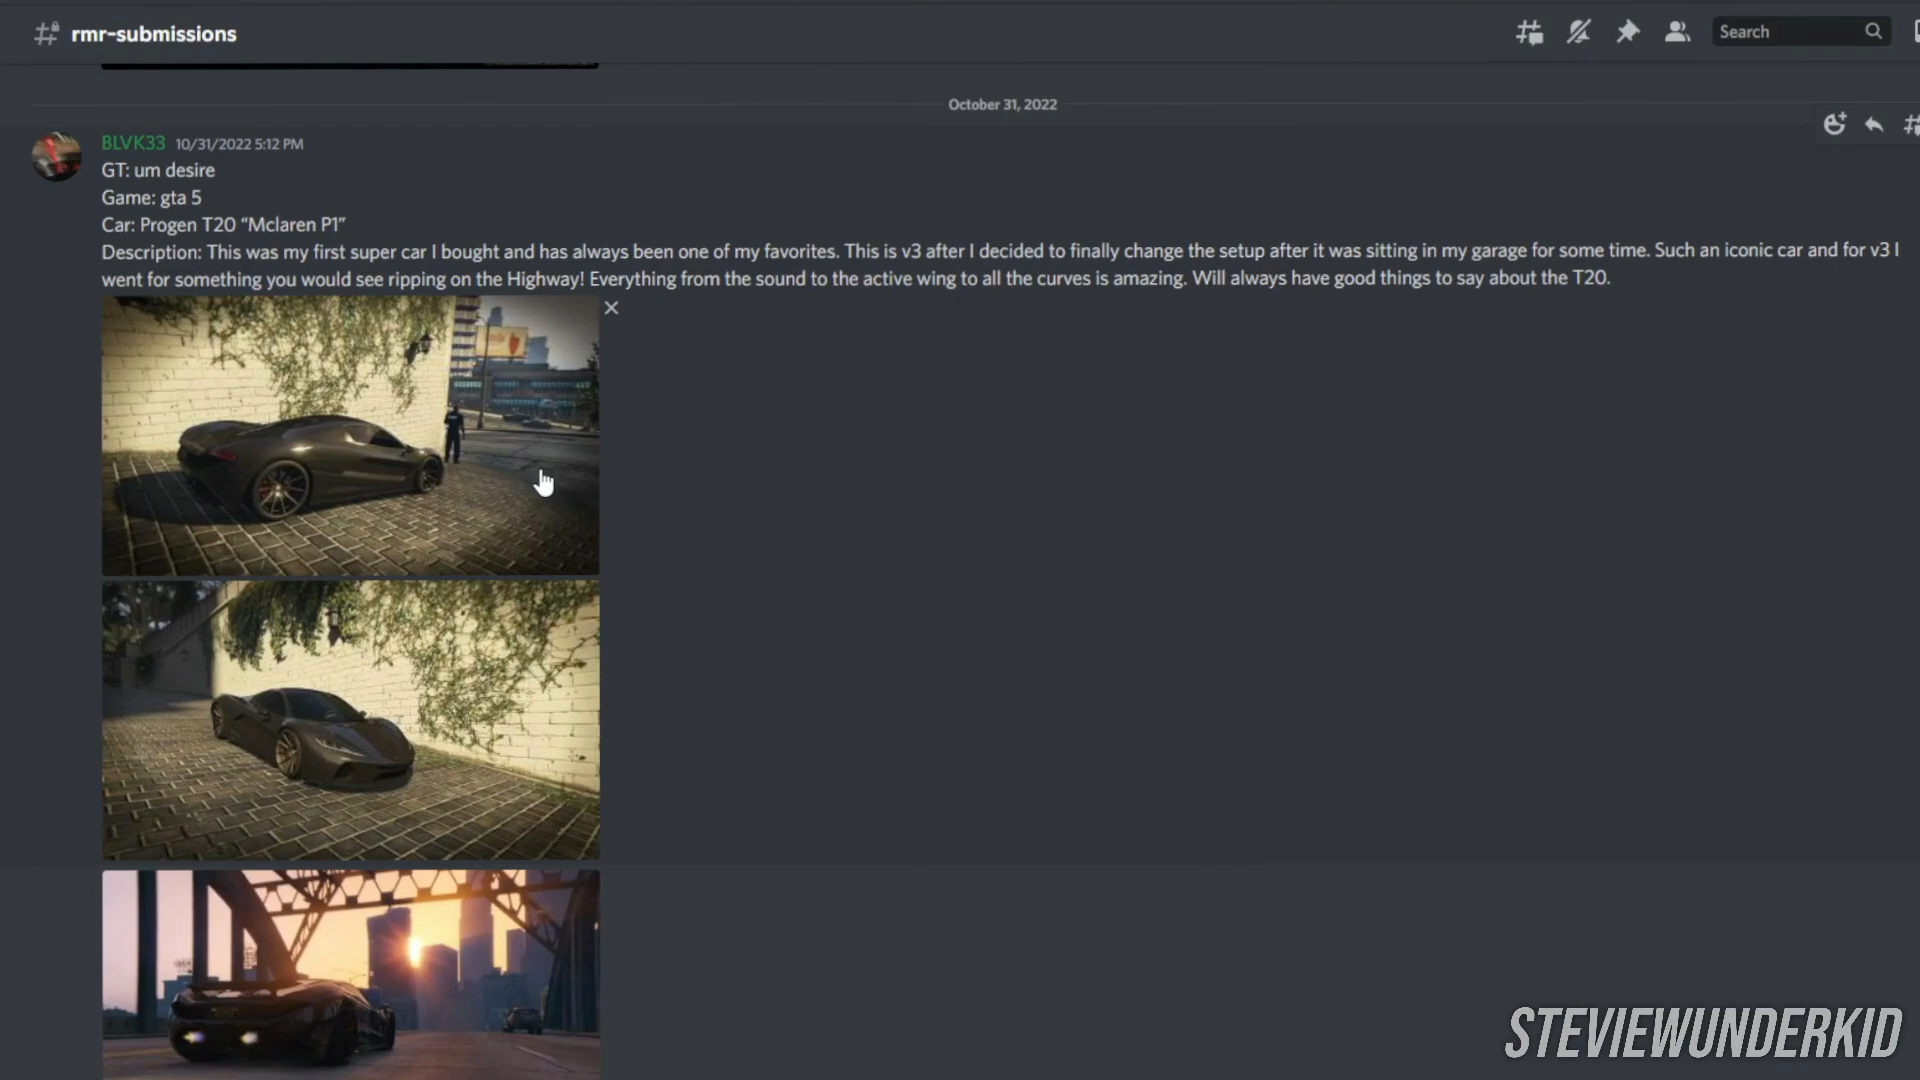 rmr-submissions
Search
October 31, 2022
BLVK33 10/31/2022 5:12 PM
GT: um desire
Game: gta 5
Car: Progen T20 “Mclaren P1”
Description: This was my first super car I bought and has always been one of my favorites. This is v3 after I decided to finally change the setup after it was sitting in my garage for some time. Such an iconic car and for v3 I
went for something you would see ripping on the Highway! Everything from the sound to the active wing to all the curves is amazing. Will always have good things to say about the T20.
STEVIEWUNDERKID